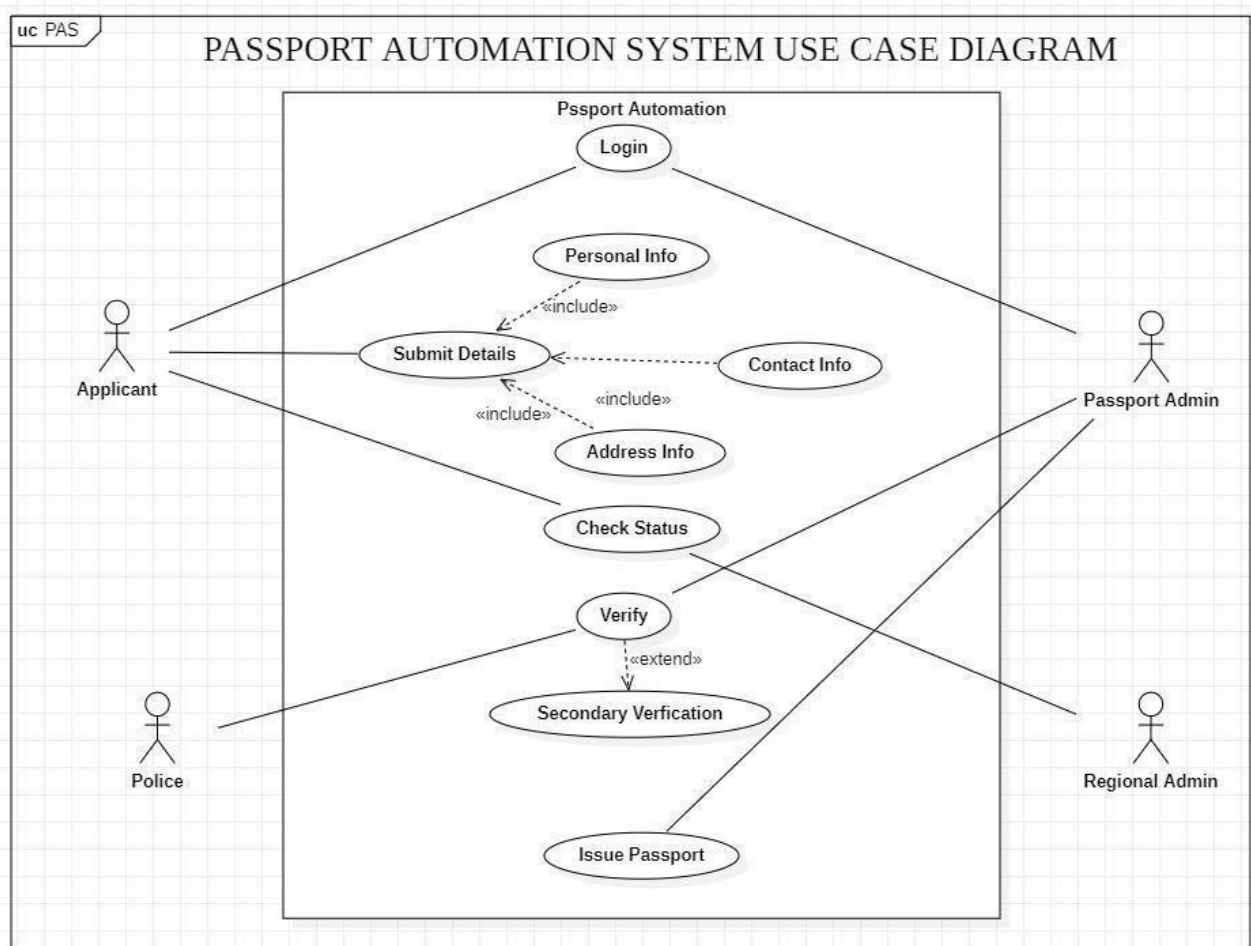 uc PAS
PASSPORT AUTOMATION SYSTEM USE CASE DIAGRAM
Pssport Automation
Login
Personal Info
«include»
Submit Details
Contact Info
Applicant
Passport Admin
«include»
«include»
Address Info
Check Status
Verify
«extend»
Secondary Verfication
Police
Regional Admin
Issue Passport